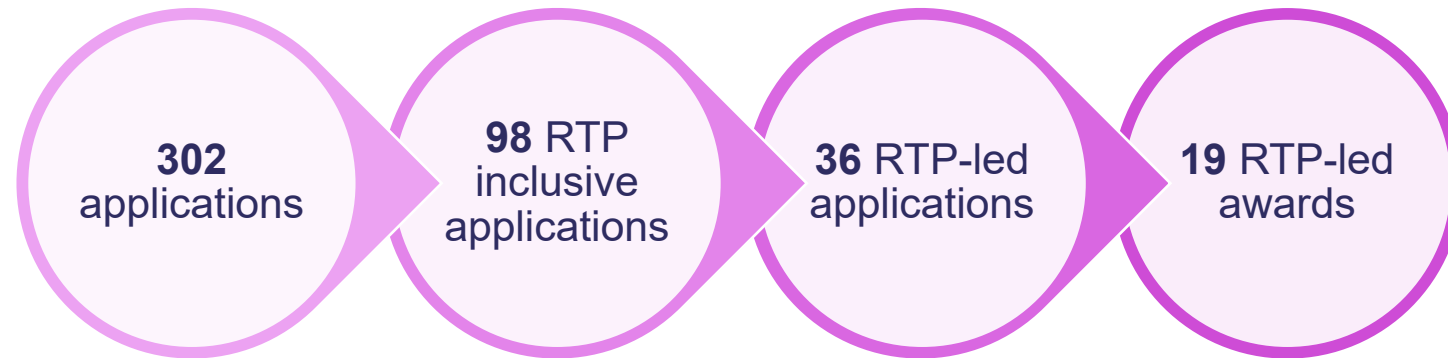 302
applications
98 RTP
inclusive
applications
36 RTP-led
applications
19 RTP-led
awards